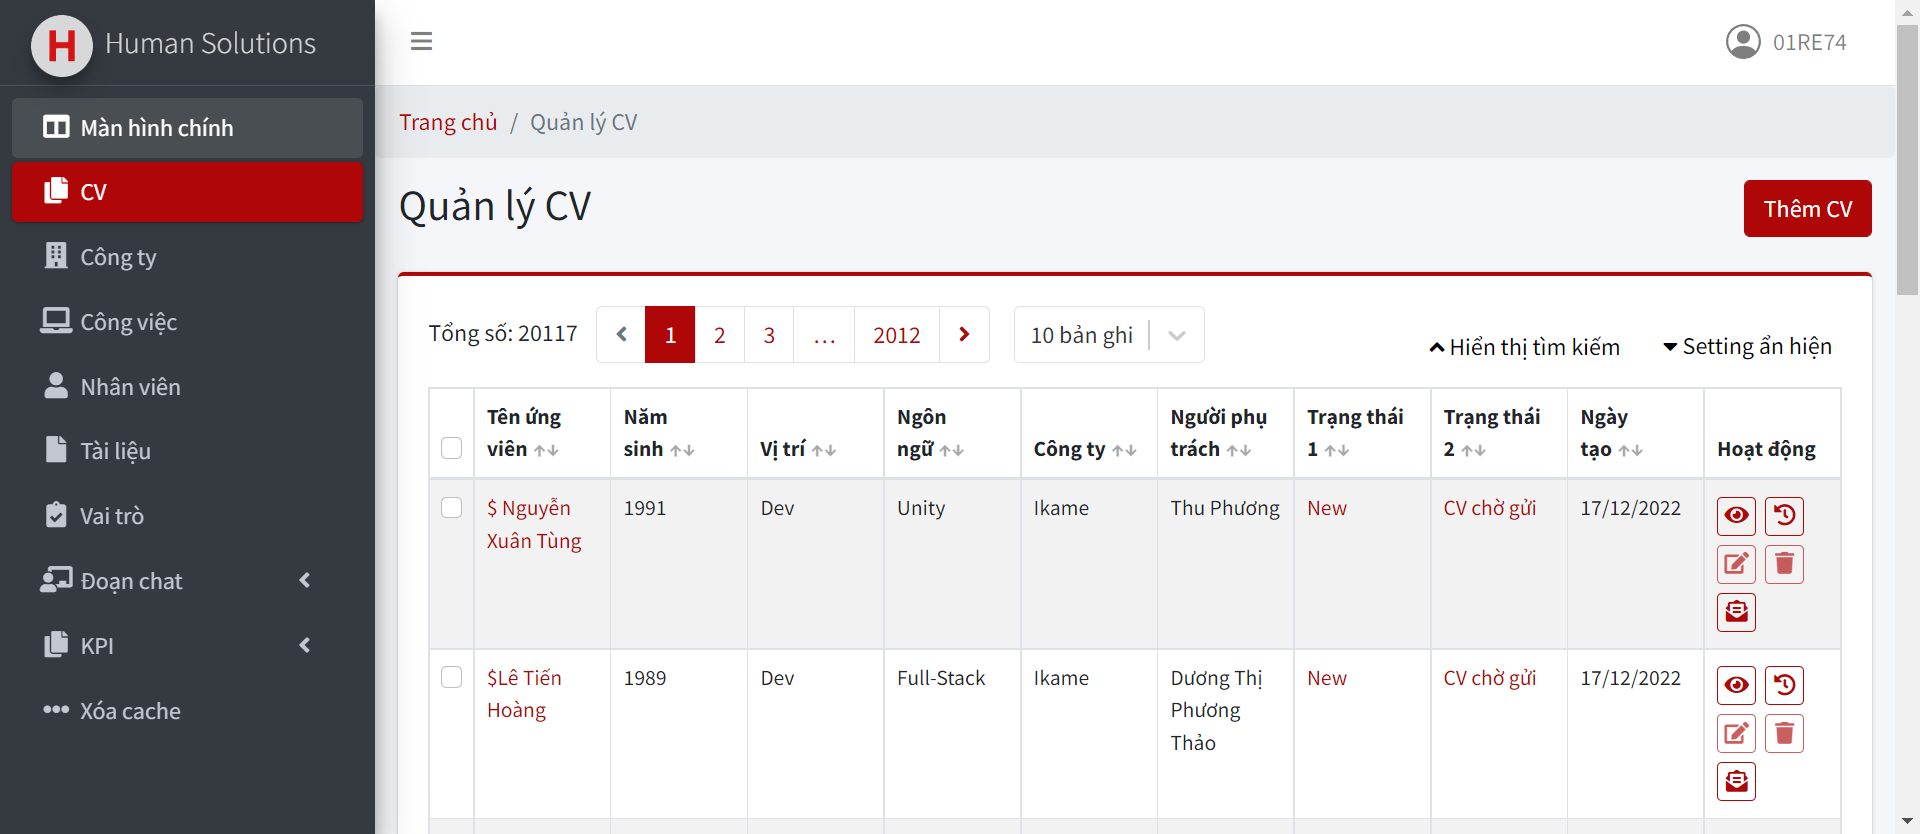 H Human Solutions
01RE74
Màn hình chính
CV
Công ty
Công việc
Nhân viên
Tài liệu
Vai trò
Đoạn chat
KPI
Xóa cache
Trang chủ / Quản lý CV
Quản lý CV
Thêm CV
Tổng số: 20117
1 2 3 ... 2012
10 bản ghi
Hiển thị tìm kiếm
Setting ẩn hiện
Tên ứng
viên
Năm
sinh
Vị trí
Ngôn
ngữ
Công ty
Người phụ
trách
Trạng thái
1
Trạng thái
2
Ngày
tạo
Hoạt động
$ Nguyễn
Xuân Tùng
1991
Dev
Unity
Ikame
Thu Phương
New
CV chờ gửi
17/12/2022
$Lê Tiến
Hoàng
1989
Dev
Full-Stack
Ikame
Dương Thị
Phương
Thảo
New
CV chờ gửi
17/12/2022